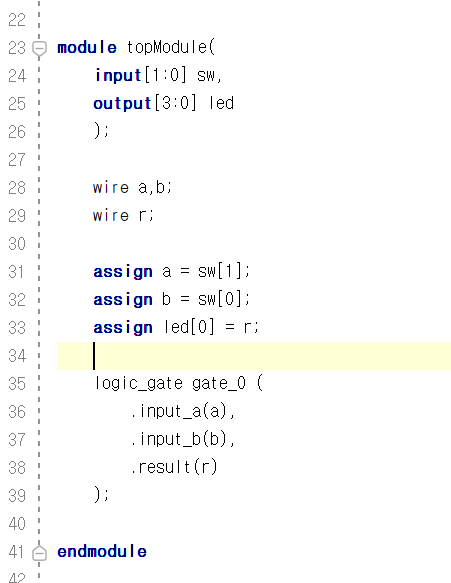 22
23 module topModule(
24 input[1:0] sw,
25 output[3:0] led
26 );
27
28 wire a,b;
29 wire r;
30
31 assign a = sw[1];
32 assign b = sw[0];
33 assign led[0] = r;
34
35 logic_gate gate_0 (
36 .input_a(a),
37 .input_b(b),
38 .result(r)
39 );
40
41 endmodule
42